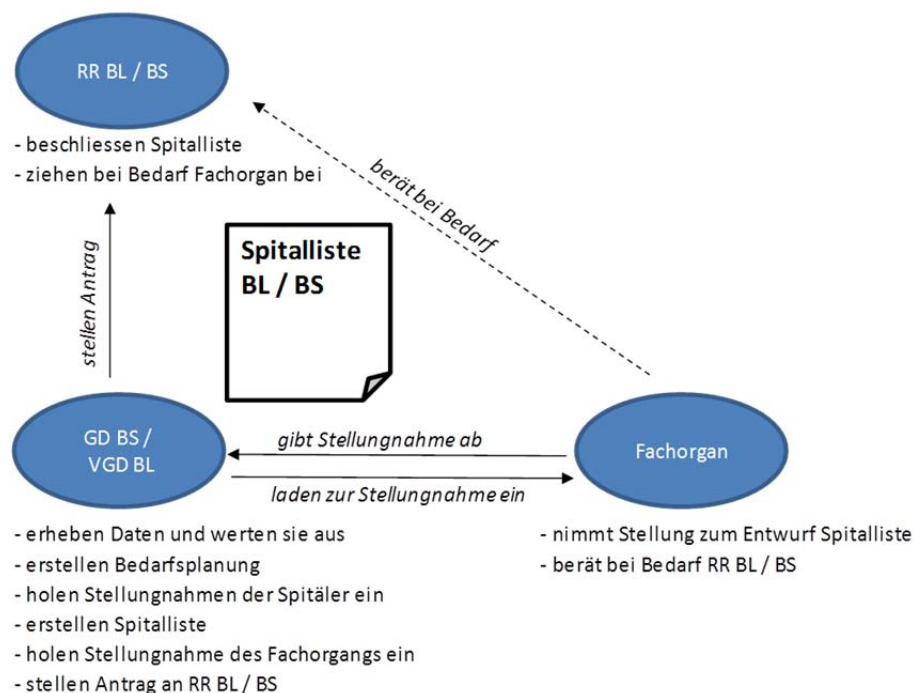 RR BL / BS
- beschliessen Spitalliste
- ziehen bei Bedarf Fachorgan bei
berät bei Bedarf
stellen Antrag
Spitalliste
BL / BS
GD BS /
VGD BL
gibt Stellungnahme ab
laden zur Stellungnahme ein
Fachorgan
- erheben Daten und werten sie aus
- erstellen Bedarfsplanung
- holen Stellungnahmen der Spitäler ein
- erstellen Spitalliste
- holen Stellungnahme des Fachorgangs ein
- stellen Antrag an RR BL / BS
- nimmt Stellung zum Entwurf Spitalliste
- berät bei Bedarf RR BL / BS